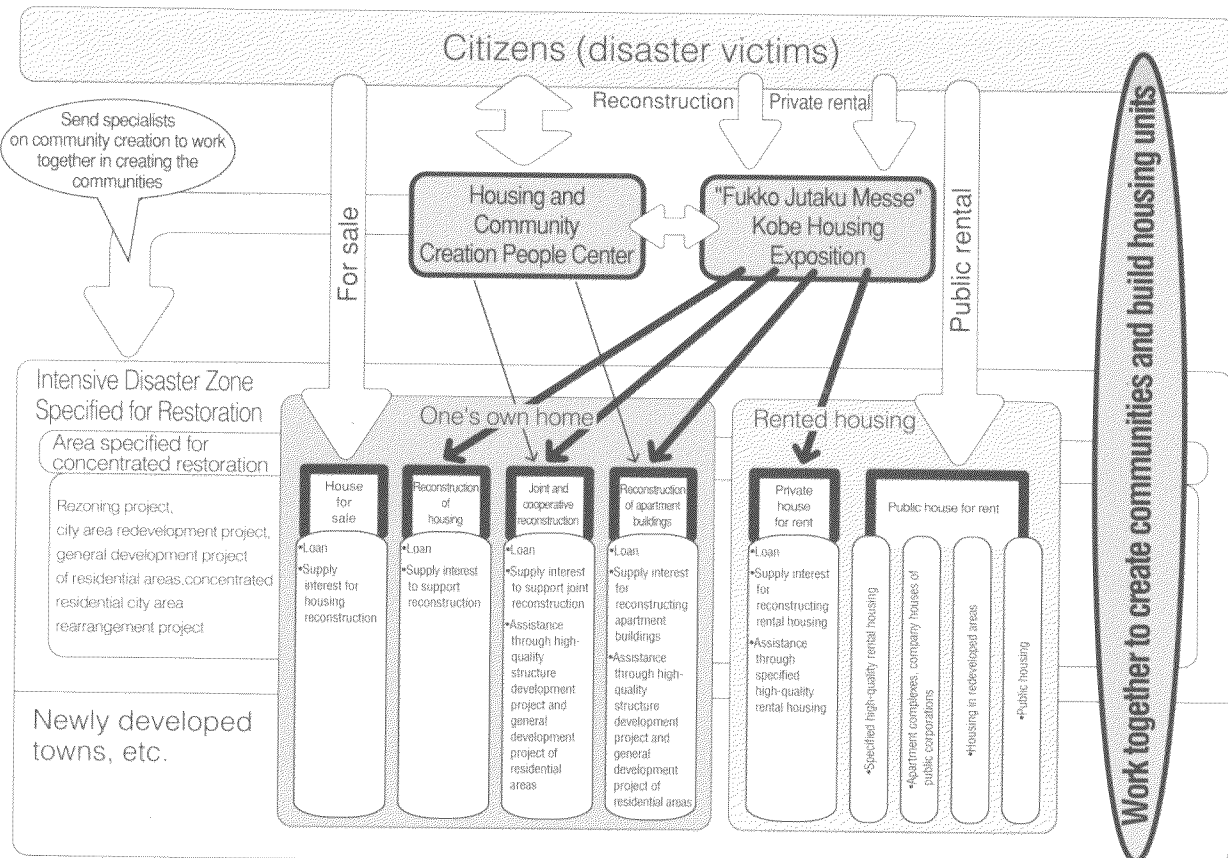 Citizens (disaster victims)
Reconstruction
Private rental
Send specialists
on community creation to work
together in creating the
communities
For sale
Housing and
Community
Creation People Center
"Fukko Jutaku Messe"
Kobe Housing
Exposition
Public rental
Work together to create communities and build housing units
Intensive Disaster Zone
Specified for Restoration
Area specified for
concentrated restoration
Rezoning project,
city area redevelopment project,
general development project
of residential areas,concentrated
residential city area
rearrangement project
Newly developed
towns, etc.
One's own home
House
for
sale
•Loan
•Supply
interest for
housing
reconstruction
Reconstruction
of
housing
•Loan
•Supply interest
to support
reconstruction
Joint and
cooperative
reconstruction
•Loan
•Supply interest
to support joint
reconstruction
•Assistance
through high-
quality
structure
development
project and
general
development
project of
residential
areas
Reconstruction
of apartment
buildings
•Loan
•Supply interest
for
reconstructing
apartment
buildings
•Assistance
through high-
quality
structure
development
project and
general
development
project of
residential areas
Rented housing
Private
house
for rent
•Loan
•Supply interest
for
reconstructing
rental housing
•Assistance
through
specified
high-quality
rental housing
Public house for rent
•Specified high-quality rental housing
•Apartment complexes, company houses of
public corporations
•Housing in redeveloped areas
•Public housing